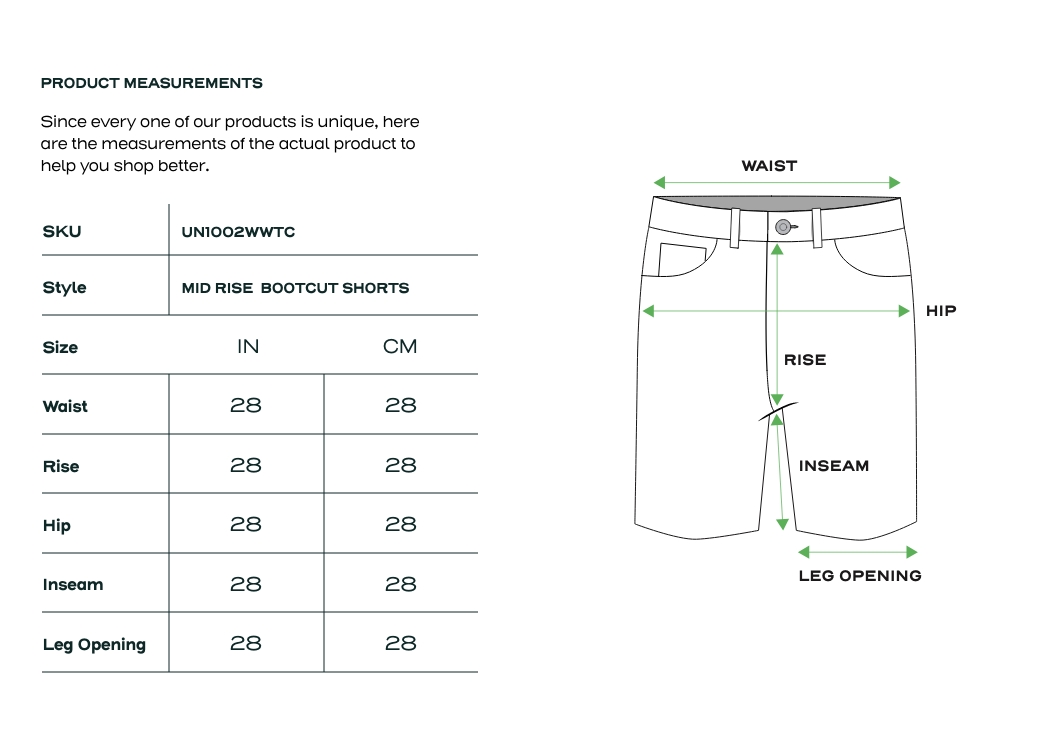 PRODUCT MEASUREMENTS
Since every one of our products is unique, here
are the measurements of the actual product to
help you shop better.
SKU UN1002WWTC
Style MID RISE BOOTCUT SHORTS
Size IN CM
Waist 28 28
Rise 28 28
Hip 28 28
Inseam 28 28
Leg Opening 28 28
WAIST
HIP
RISE
INSEAM
LEG OPENING